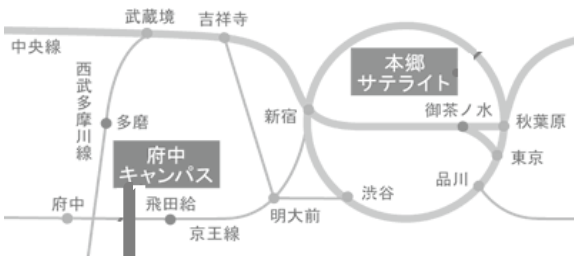 武蔵境
吉祥寺
中央線
本郷
サテライト
西武多摩川線
新宿
御茶ノ水
多磨
秋葉原
府中
キャンパス
東京
品川
渋谷
府中
飛田給
明大前
京王線